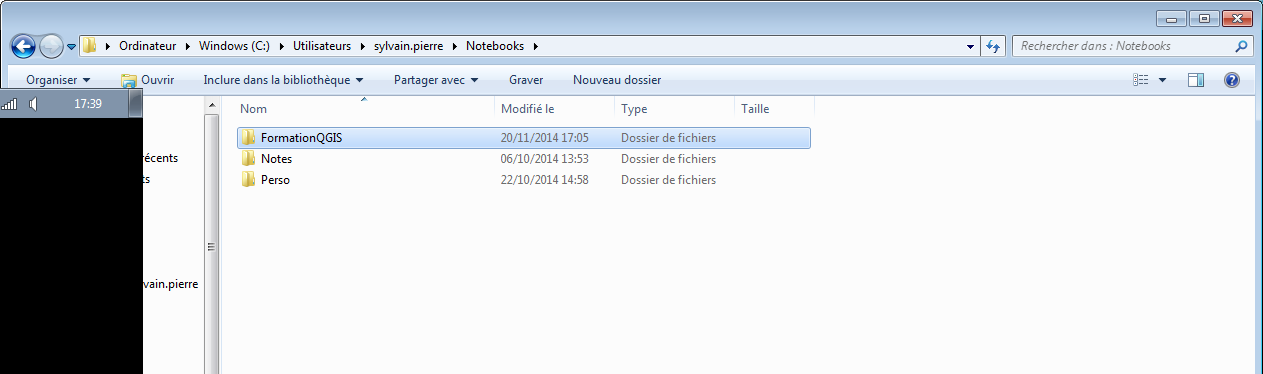 Ordinateur Windows (C:) Utilisateurs sylvain.pierre Notebooks Rechercher dans : Notebooks
Organiser Ouvrir Inclure dans la bibliothèque Partager avec Graver Nouveau dossier
17:39
Nom Modifié le Type Taille
FormationQGIS 20/11/2014 17:05 Dossier de fichiers
récents Notes 06/10/2014 13:53 Dossier de fichiers
ts Perso 22/10/2014 14:58 Dossier de fichiers
vain.pierre